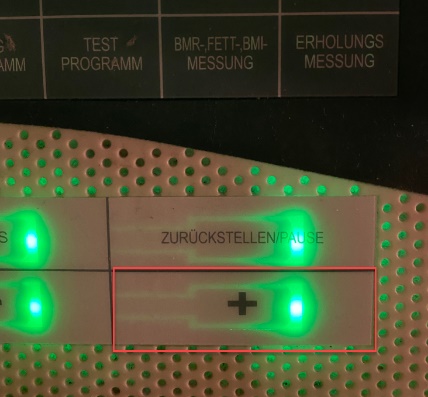 TEST
PROGRAMM
BMR-,FETT-,BMI-
MESSUNG
ERHOLUNGS
MESSUNG
ZURÜCKSTELLEN/PAUSE
+